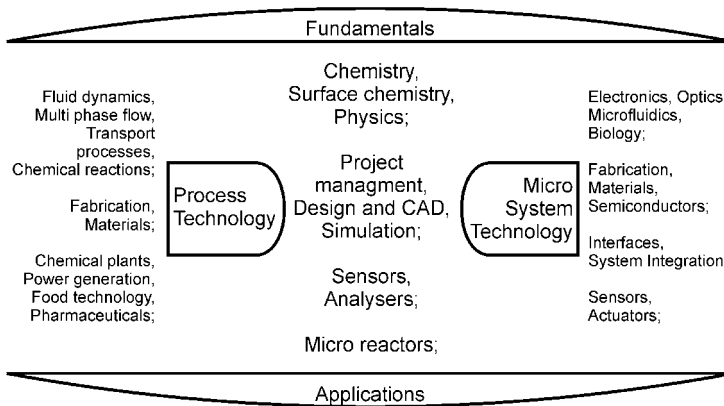 Fundamentals
Fluid dynamics,
Multi phase flow,
Transport
processes,
Chemical reactions;
Fabrication,
Materials;
Chemical plants,
Power generation,
Food technology,
Pharmaceuticals;
Process
Technology
Chemistry,
Surface chemistry,
Physics;
Project
managment,
Design and CAD,
Simulation;
Sensors,
Analysers;
Micro reactors;
Micro
System
Technology
Electronics, Optics
Microfluidics,
Biology;
Fabrication,
Materials,
Semiconductors;
Interfaces,
System Integration
Sensors,
Actuators;
Applications